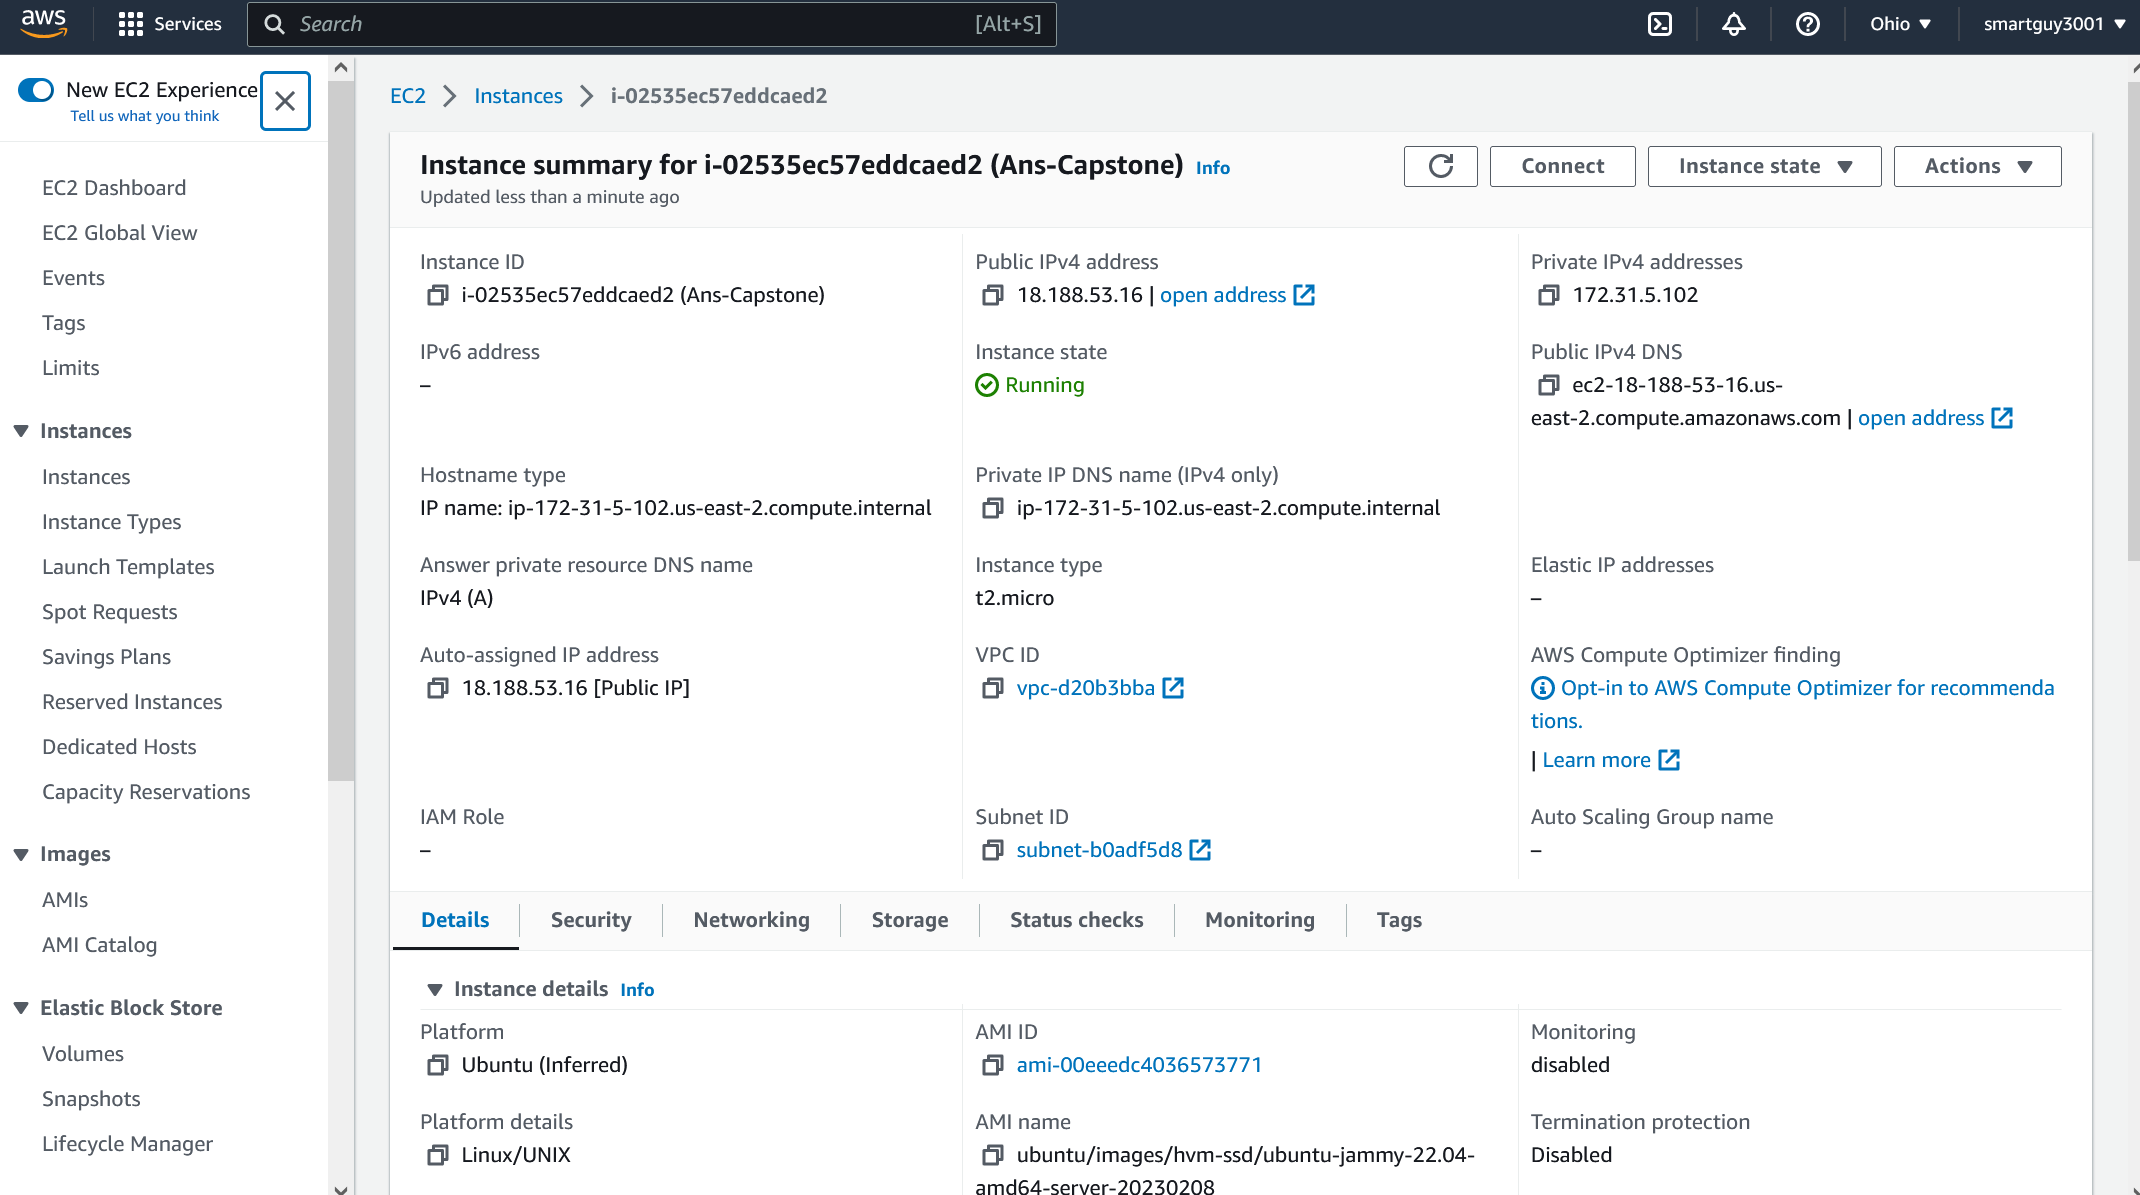 aws
Services
Search [Alt+S]
Ohio
smartguy3001
New EC2 Experience
Tell us what you think
EC2 Dashboard
EC2 Global View
Events
Tags
Limits
Instances
Instances
Instance Types
Launch Templates
Spot Requests
Savings Plans
Reserved Instances
Dedicated Hosts
Capacity Reservations
Images
AMIs
AMI Catalog
Elastic Block Store
Volumes
Snapshots
Lifecycle Manager
EC2 > Instances > i-02535ec57eddcaed2
Instance summary for i-02535ec57eddcaed2 (Ans-Capstone) Info
Updated less than a minute ago
Connect
Instance state
Actions
Instance ID
i-02535ec57eddcaed2 (Ans-Capstone)
Public IPv4 address
18.188.53.16 | open address
Private IPv4 addresses
172.31.5.102
IPv6 address
–
Instance state
Running
Public IPv4 DNS
ec2-18-188-53-16.us-
east-2.compute.amazonaws.com | open address
Hostname type
IP name: ip-172-31-5-102.us-east-2.compute.internal
Private IP DNS name (IPv4 only)
ip-172-31-5-102.us-east-2.compute.internal
Answer private resource DNS name
IPv4 (A)
Instance type
t2.micro
Elastic IP addresses
–
Auto-assigned IP address
18.188.53.16 [Public IP]
VPC ID
vpc-d20b3bba
AWS Compute Optimizer finding
Opt-in to AWS Compute Optimizer for recommenda
tions.
| Learn more
IAM Role
–
Subnet ID
subnet-b0adf5d8
Auto Scaling Group name
–
Details
Security
Networking
Storage
Status checks
Monitoring
Tags
Instance details Info
Platform
Ubuntu (Inferred)
AMI ID
ami-00eeedc4036573771
Monitoring
disabled
Platform details
Linux/UNIX
AMI name
ubuntu/images/hvm-ssd/ubuntu-jammy-22.04-
amd64-server-20230208
Termination protection
Disabled